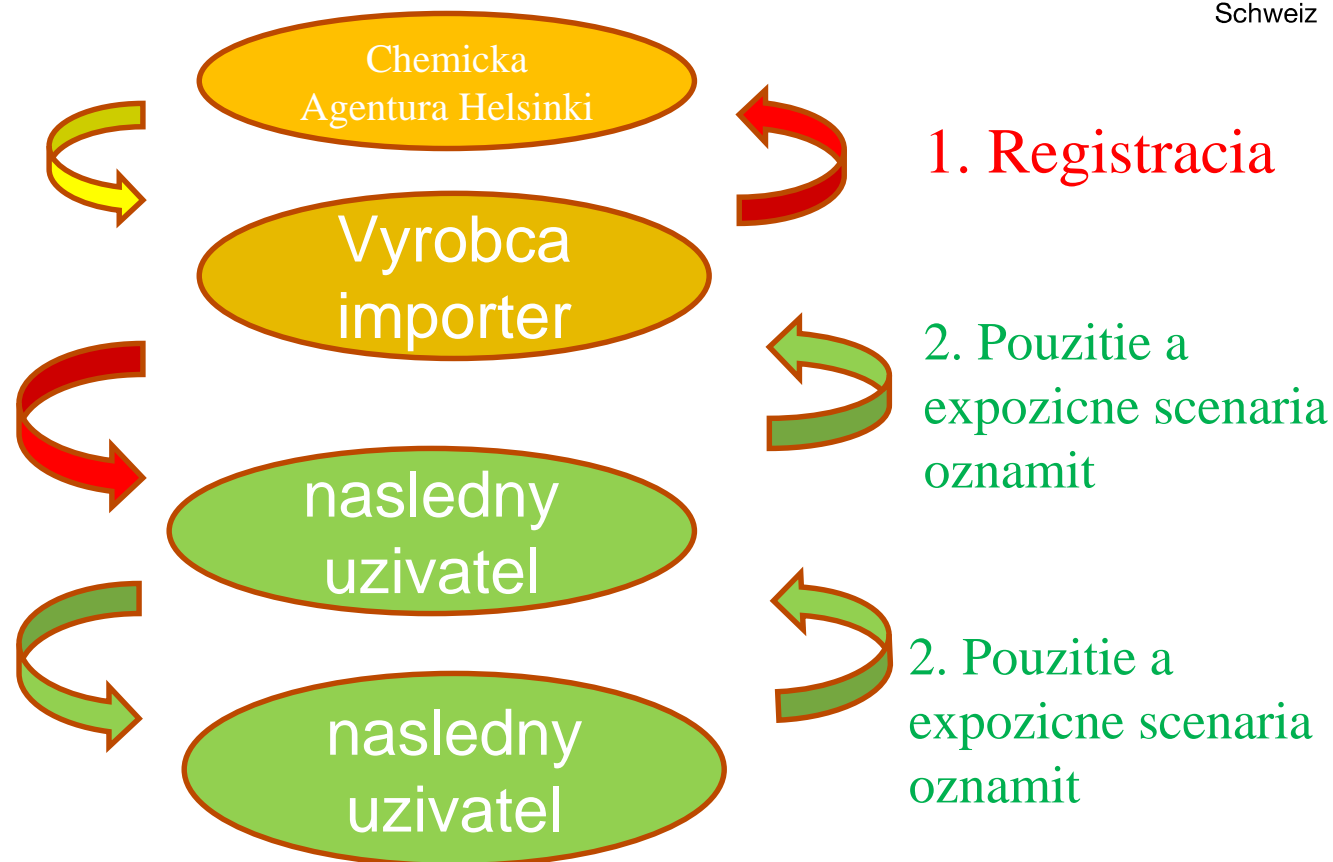 Schweiz
Chemicka
Agentura Helsinki
1. Registracia
Vyrobca
importer
2. Pouzitie a
expozicne scenaria
oznamit
nasledny
uzivatel
2. Pouzitie a
expozicne scenaria
oznamit
nasledny
uzivatel